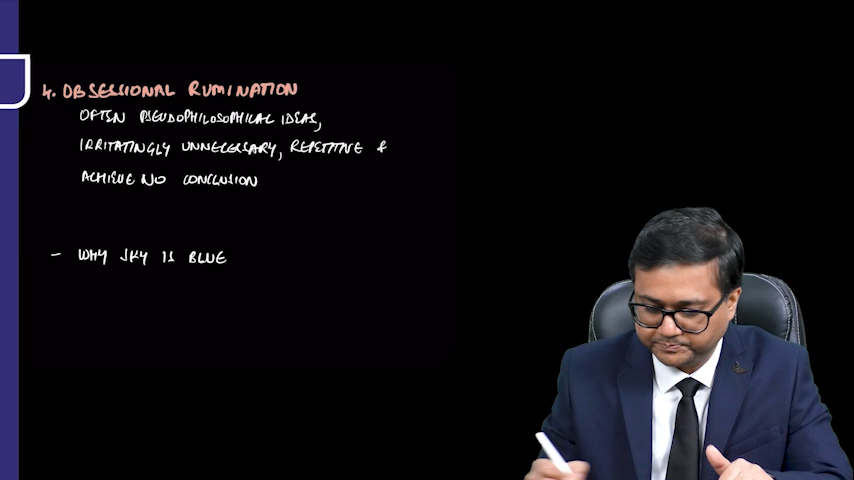 4. OBSESSIONAL RUMINATION
OFTEN PSEUDOPHILOSOPHICAL IDEAS,
IRRITATINGLY UNNECESSARY, REPETITIVE &
ACHIEVE NO CONCLUSION
- WHY SKY IS BLUE